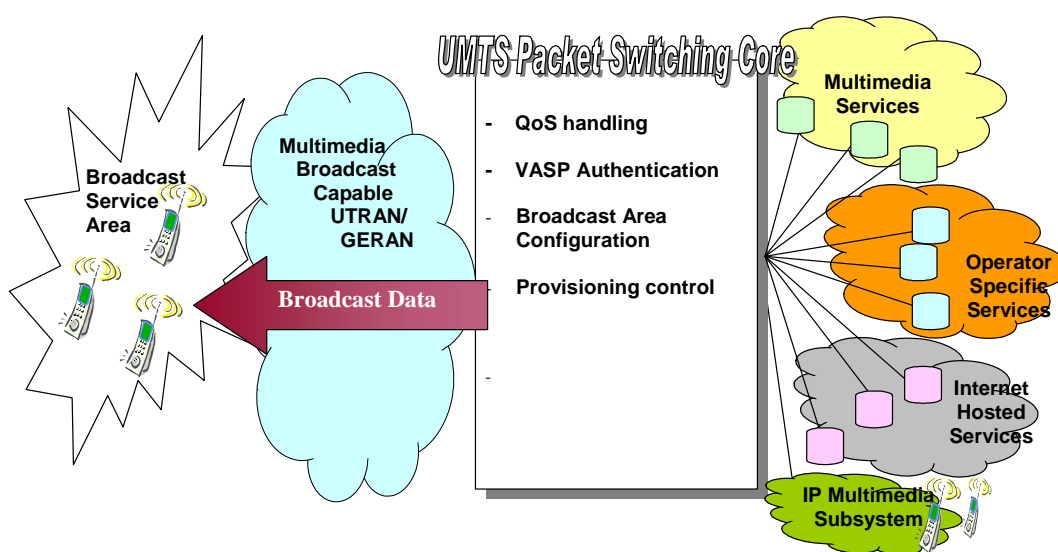 UMTS Packet Switching Core
Broadcast
Service
Area
Multimedia
Broadcast
Capable
UTRAN/
GERAN
Broadcast Data
- QoS handling
- VASP Authentication
- Broadcast Area
Configuration
- Provisioning control
-
Multimedia
Services
Operator
Specific
Services
Internet
Hosted
Services
IP Multimedia
Subsystem